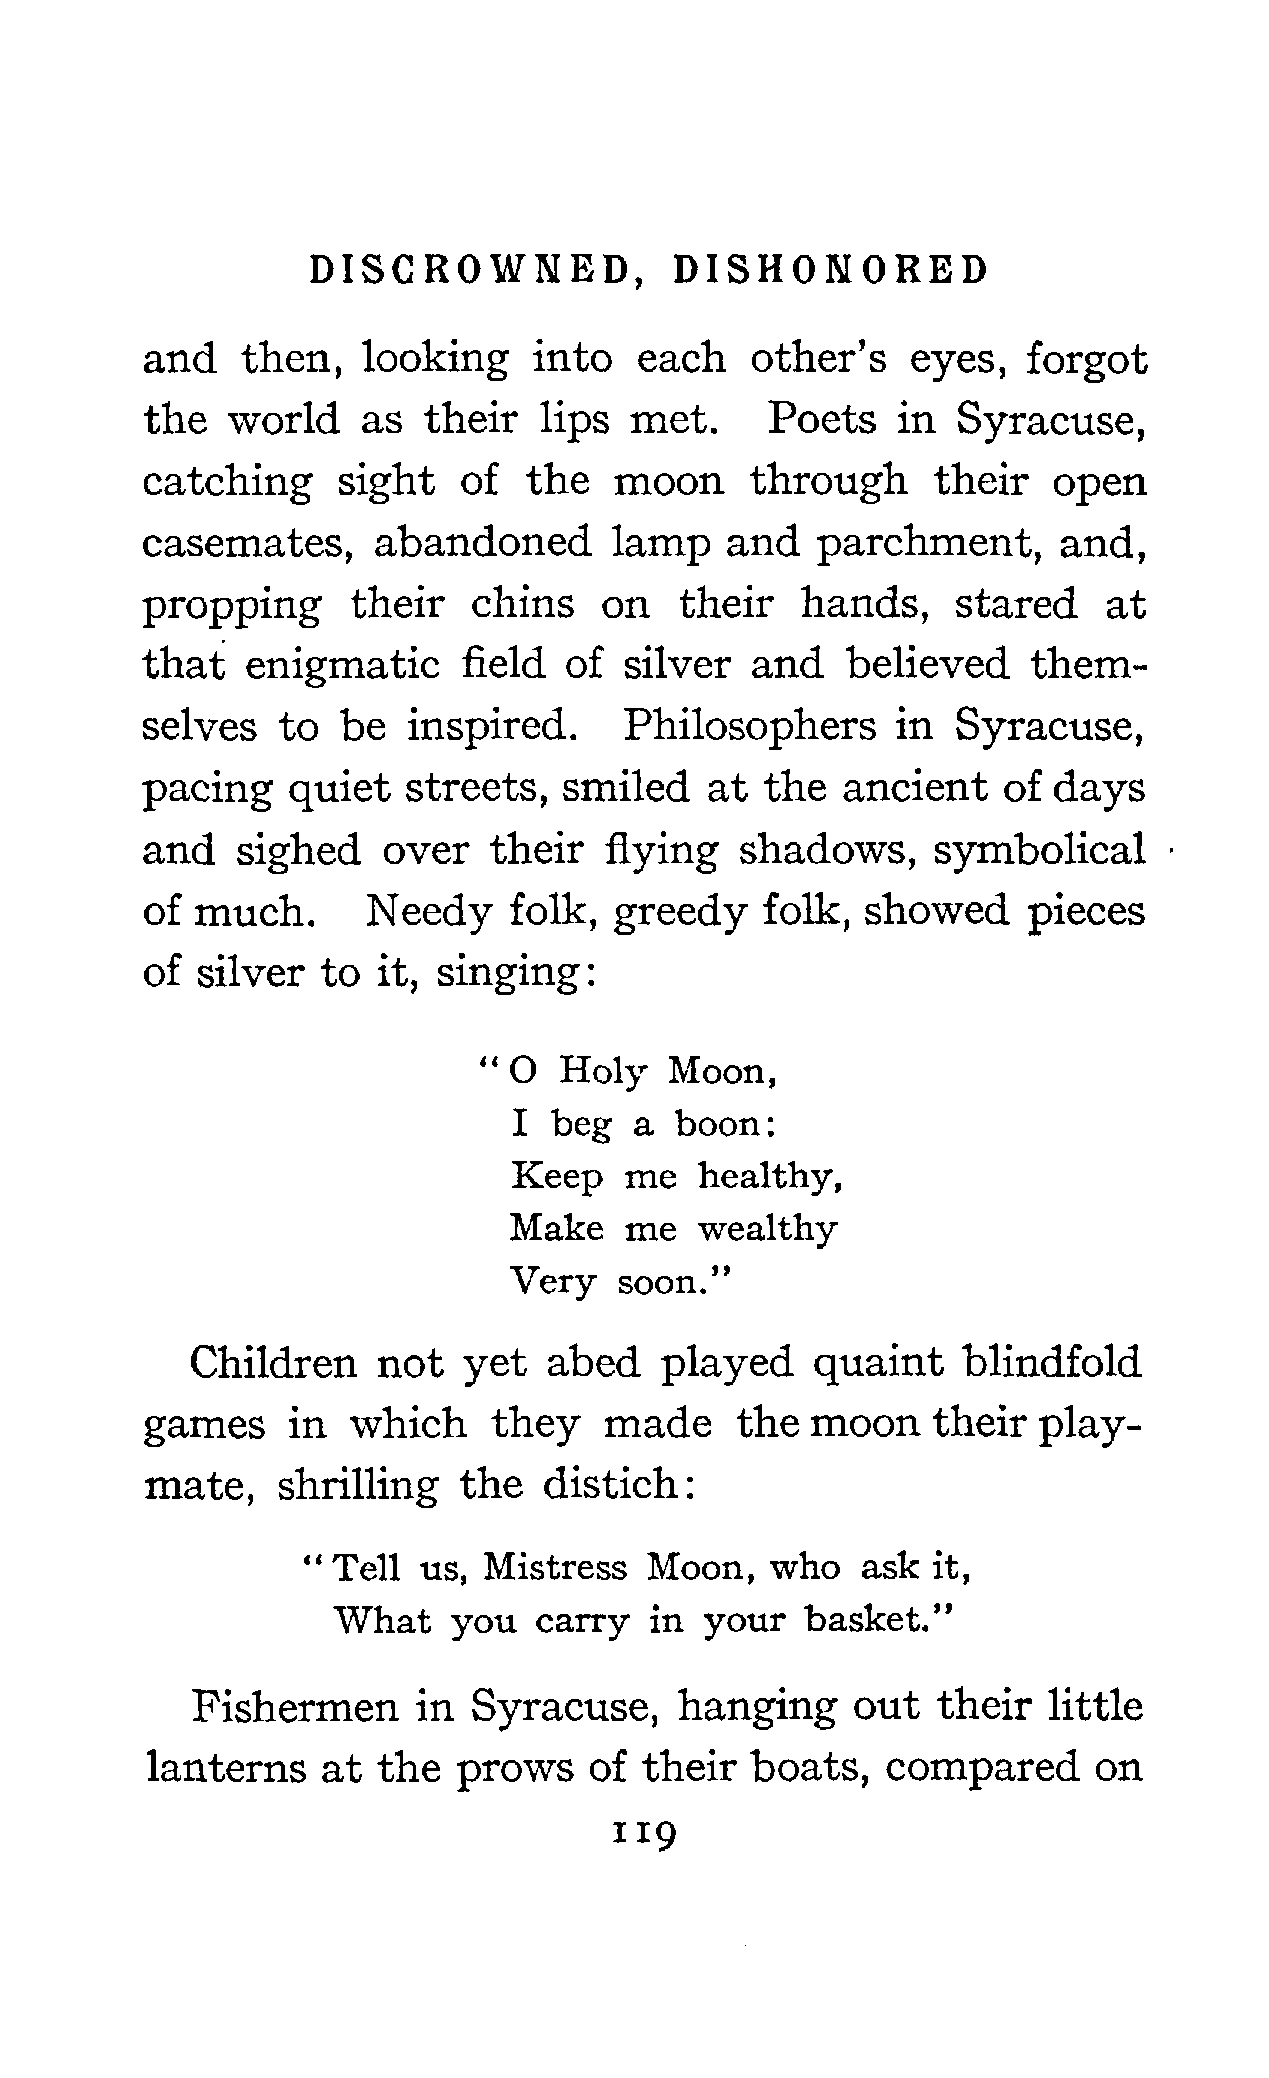 DISCROWNED, DISHONORED
and then, looking into each other's eyes, forgot
the world as their lips met. Poets in Syracuse,
catching sight of the moon through their open
casemates, abandoned lamp and parchment, and,
propping their chins on their hands, stared at
that enigmatic field of silver and believed them-
selves to be inspired. Philosophers in Syracuse,
pacing quiet streets, smiled at the ancient of days
and sighed over their flying shadows, symbolical
of much. Needy folk, greedy folk, showed pieces
of silver to it, singing:
"O Holy Moon,
I beg a boon:
Keep me healthy,
Make me wealthy
Very soon."
Children not yet abed played quaint blindfold
games in which they made the moon their play-
mate, shrilling the distich:
"Tell us, Mistress Moon, who ask it,
What you carry in your basket."
Fishermen in Syracuse, hanging out their little
lanterns at the prows of their boats, compared on
119